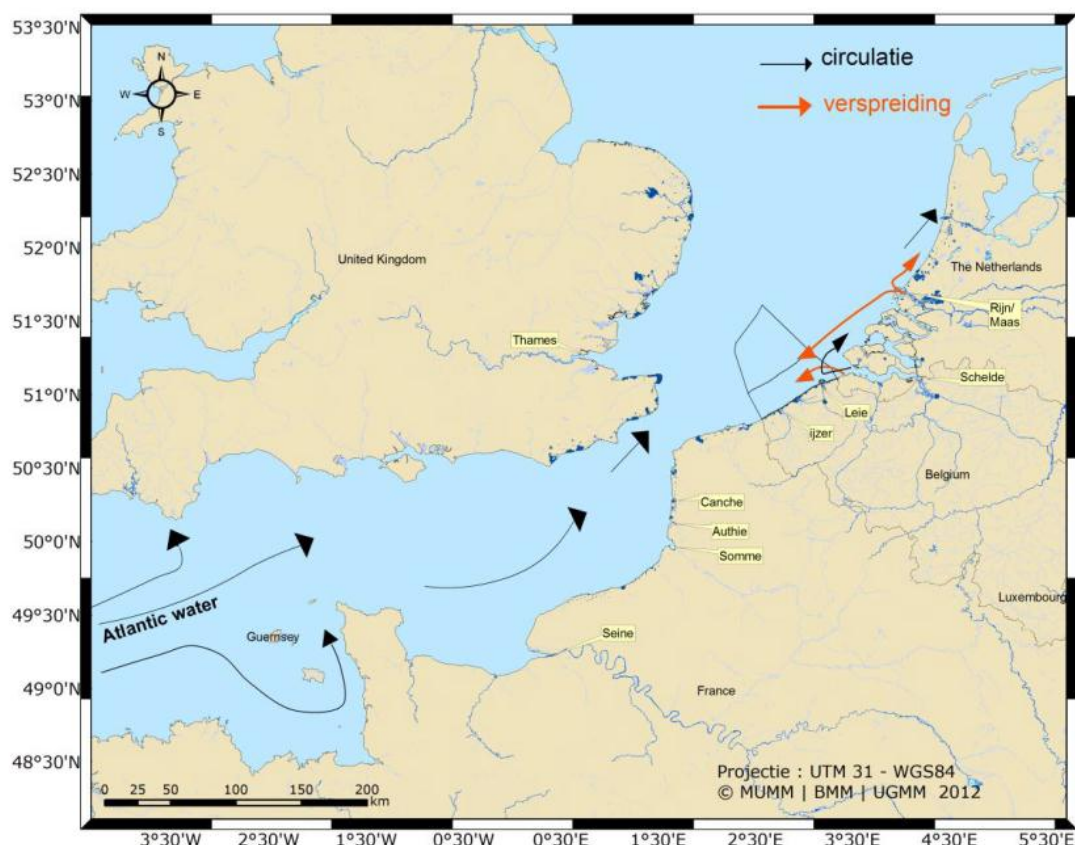 53°30'N
53°0'N
52°30'N
52°0'N
51°30'N
51°0'N
50°30'N
50°0'N
49°30'N
49°0'N
48°30'N
N
W E
S
circulatie
verspreiding
United Kingdom
The Netherlands
Rijn/
Maas
Thames
Schelde
Leie
ijzer
Belgium
Canche
Authie
Somme
Luxembourg
Atlantic water
Guernsey
Seine
France
Projectie : UTM 31 - WGS84
© MUMM | BMM | UGMM 2012
0 25 50 100 150 200
km
3°30'W 2°30'W 1°30'W 0°30'W 0°30'E 1°30'E 2°30'E 3°30'E 4°30'E 5°30'E